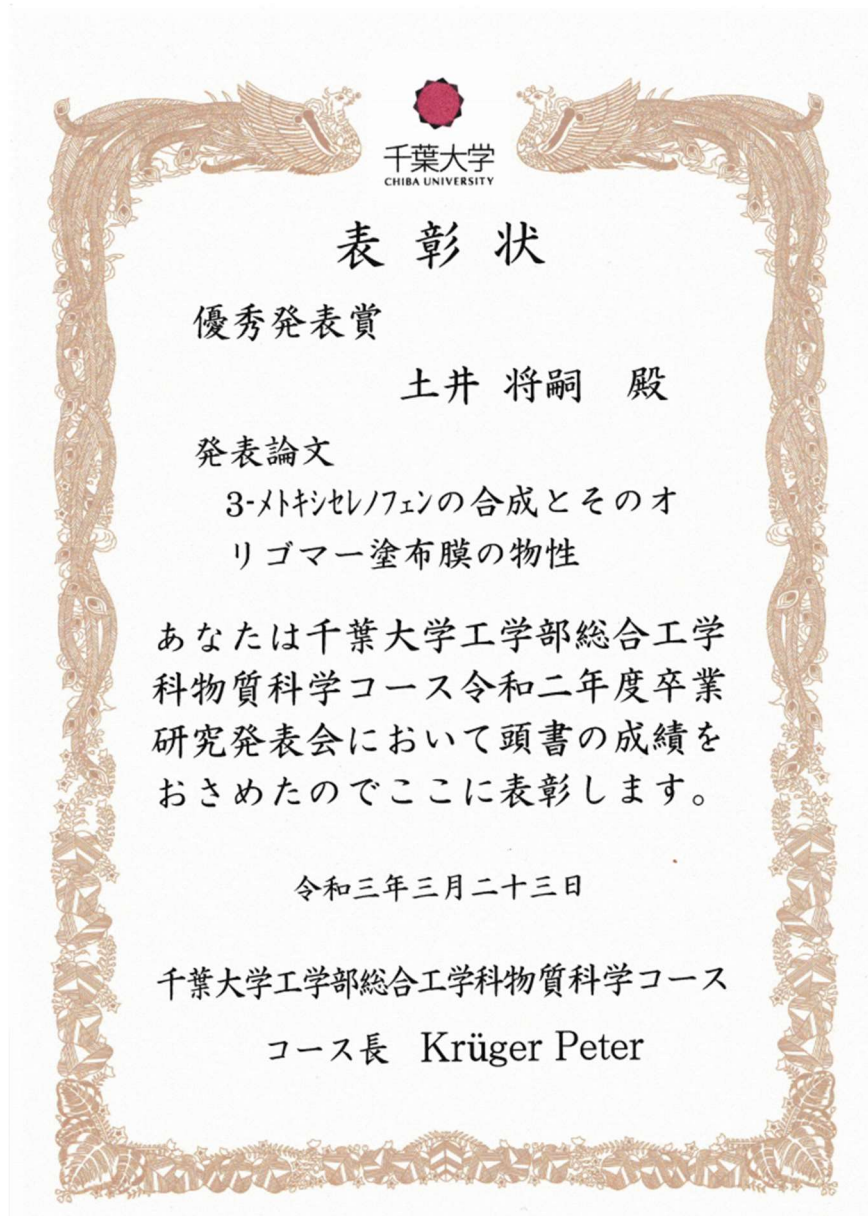 千葉大学
CHIBA UNIVERSITY
表彰状
優秀発表賞
土井 将嗣 殿
発表論文
3-ﾒﾄｷｼｾﾚﾉﾌｪﾝの合成とそのオ
リゴマー塗布膜の物性
あなたは千葉大学工学部総合工学
科物質科学コース令和二年度卒業
研究発表会において頭書の成績を
おさめたのでここに表彰します。
令和三年三月二十三日
千葉大学工学部総合工学科物質科学コース
コース長 Krüger Peter